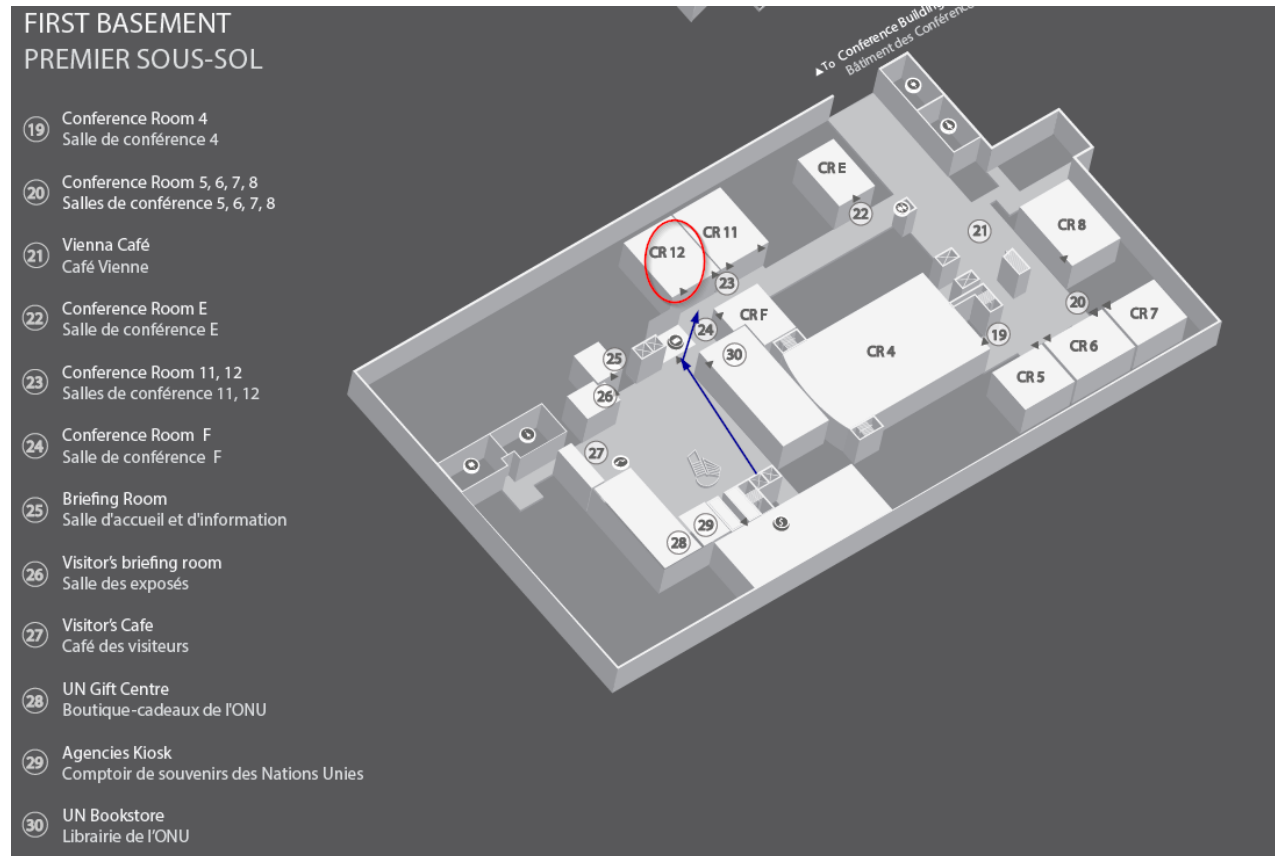 FIRST BASEMENT
PREMIER SOUS-SOL
▲To Conference Building
Bâtiment des Conférence
19 Conference Room 4
Salle de conférence 4
20 Conference Room 5, 6, 7, 8
Salles de conférence 5, 6, 7, 8
21 Vienna Café
Café Vienne
22 Conference Room E
Salle de conférence E
23 Conference Room 11, 12
Salles de conférence 11, 12
24 Conference Room F
Salle de conférence F
25 Briefing Room
Salle d'accueil et d'information
26 Visitor's briefing room
Salle des exposés
27 Visitor's Cafe
Café des visiteurs
28 UN Gift Centre
Boutique-cadeaux de l'ONU
29 Agencies Kiosk
Comptoir de souvenirs des Nations Unies
30 UN Bookstore
Librairie de l'ONU
CR E
22
21
CR 8
CR 11
CR 12
23
20
CR 7
CR F
24
19
CR 6
30
CR 4
25
CR 5
26
27
29
28